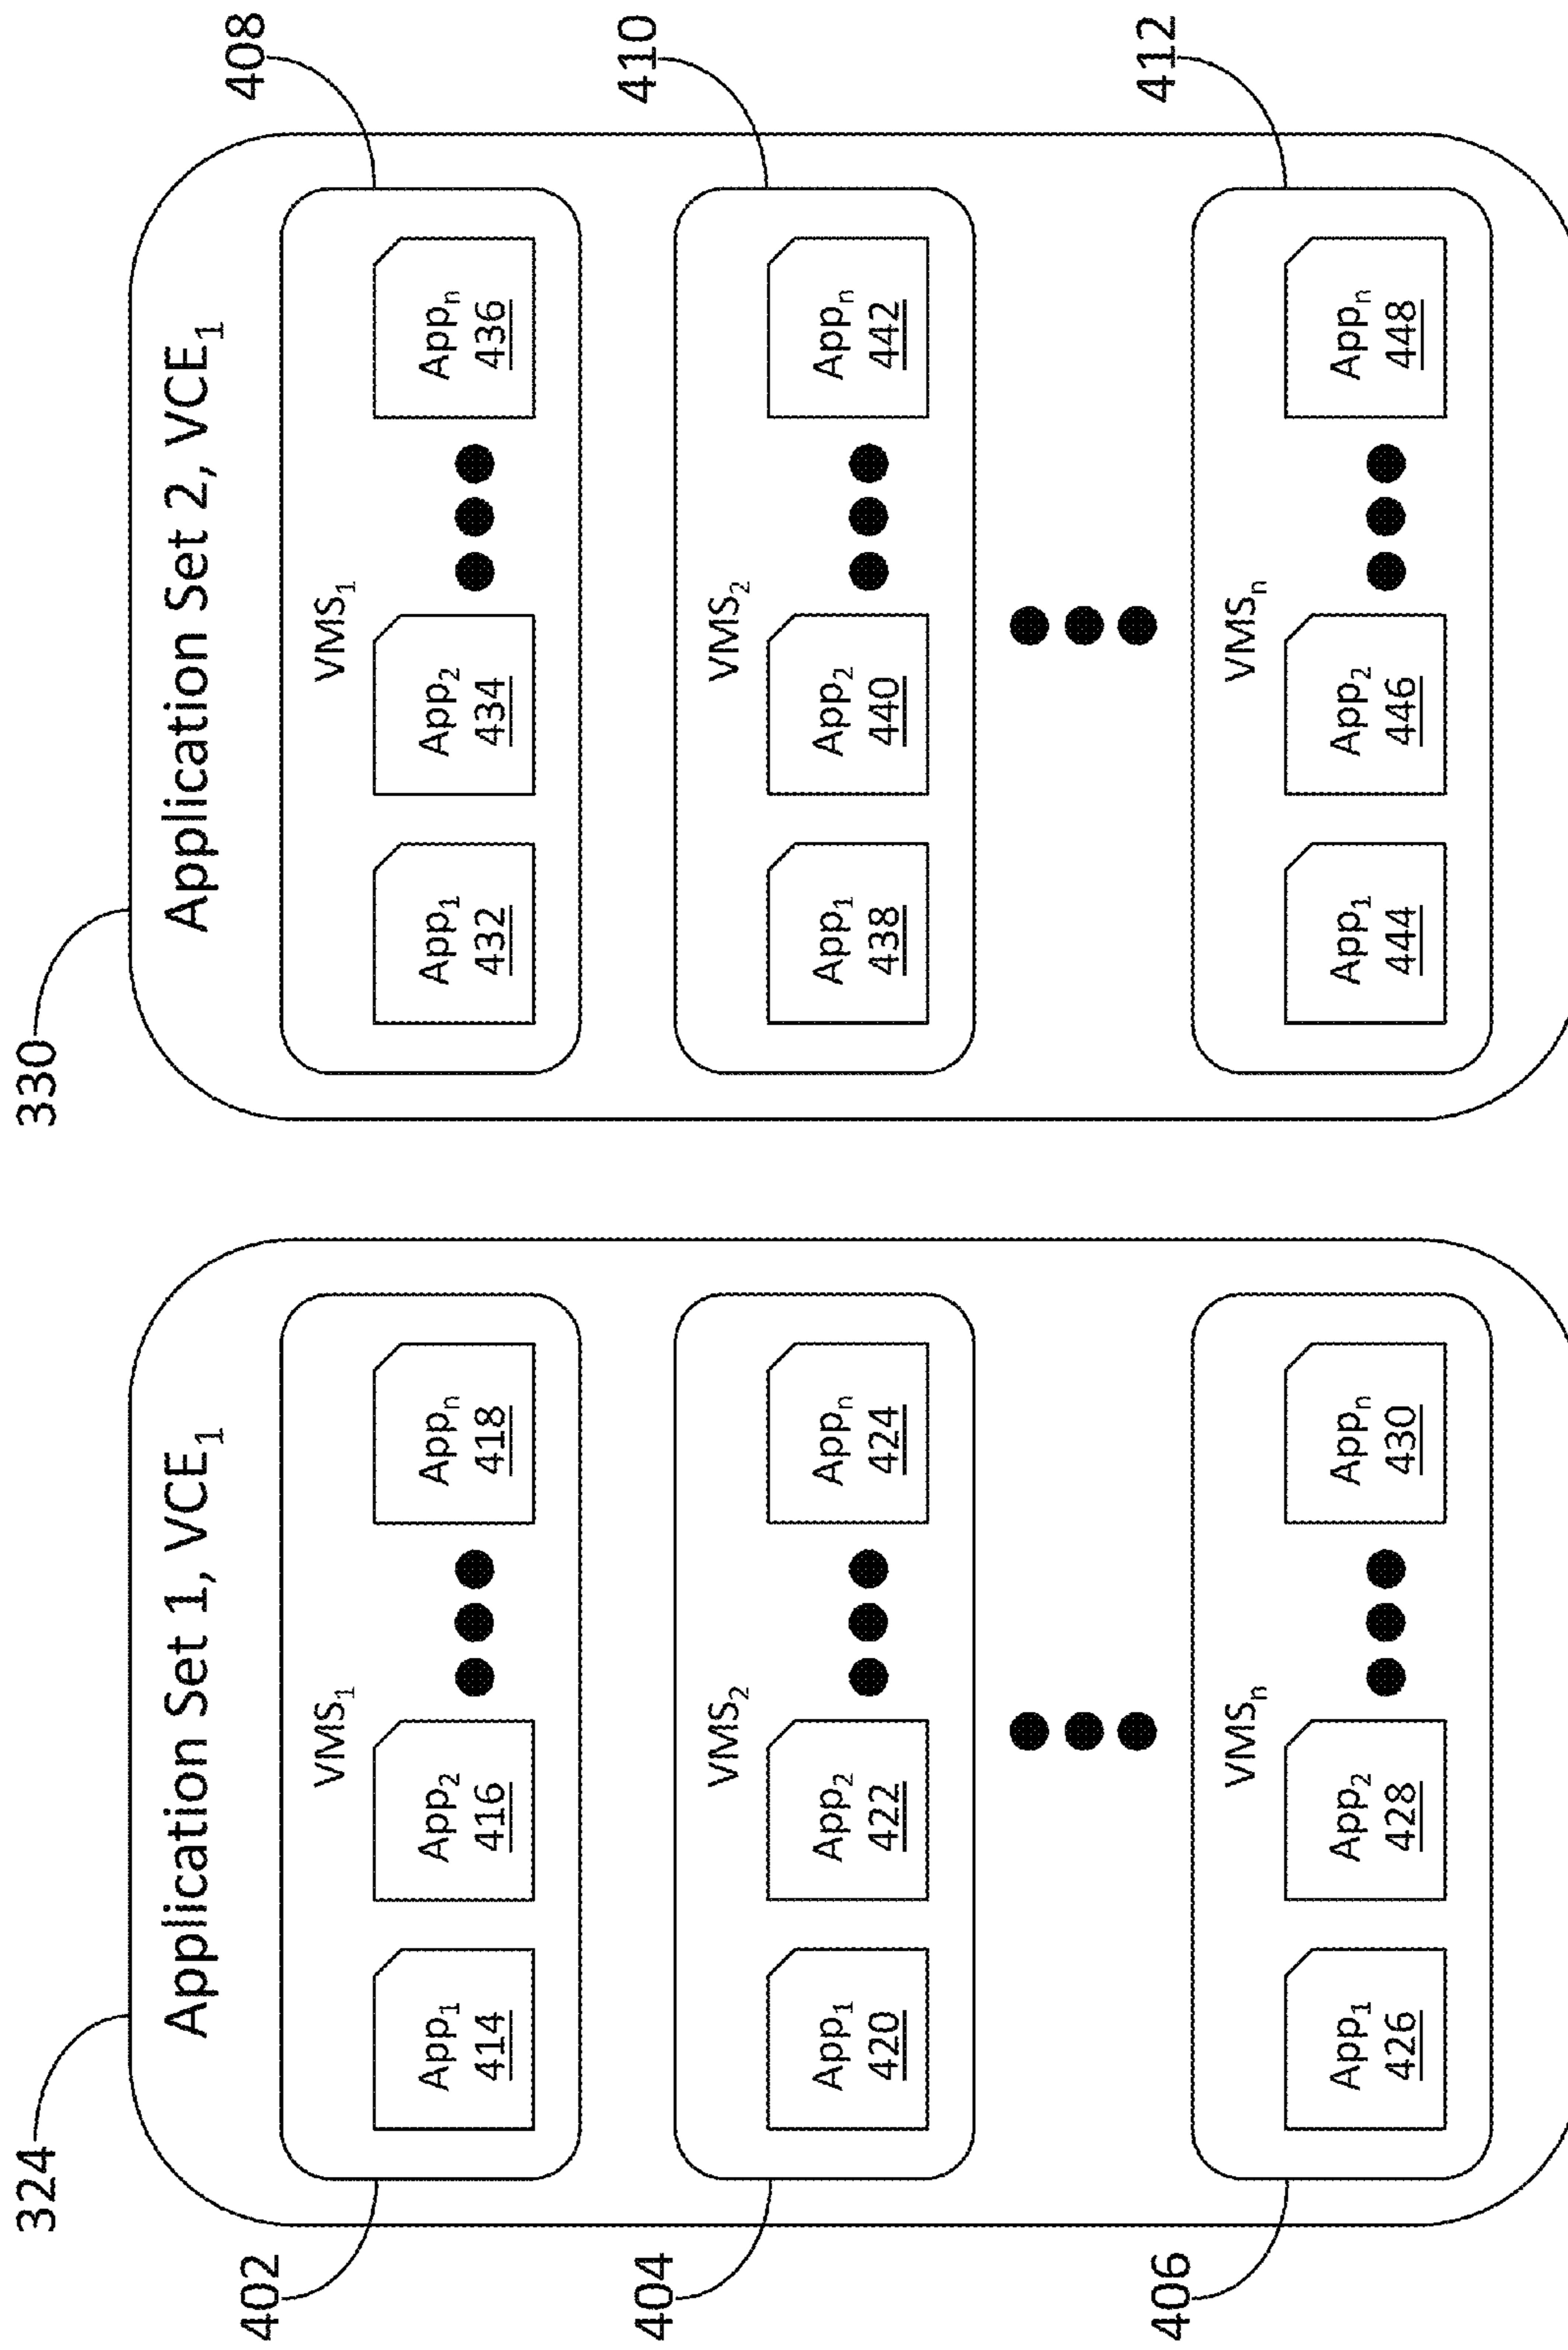 324
Application Set 1, VCE₁
402
VMS₁
App₁
414
App₂
416
Appₙ
418
404
VMS₂
App₁
420
App₂
422
Appₙ
424
406
VMSₙ
App₁
426
App₂
428
Appₙ
430
330
Application Set 2, VCE₁
408
VMS₁
App₁
432
App₂
434
Appₙ
436
410
VMS₂
App₁
438
App₂
440
Appₙ
442
412
VMSₙ
App₁
444
App₂
446
Appₙ
448